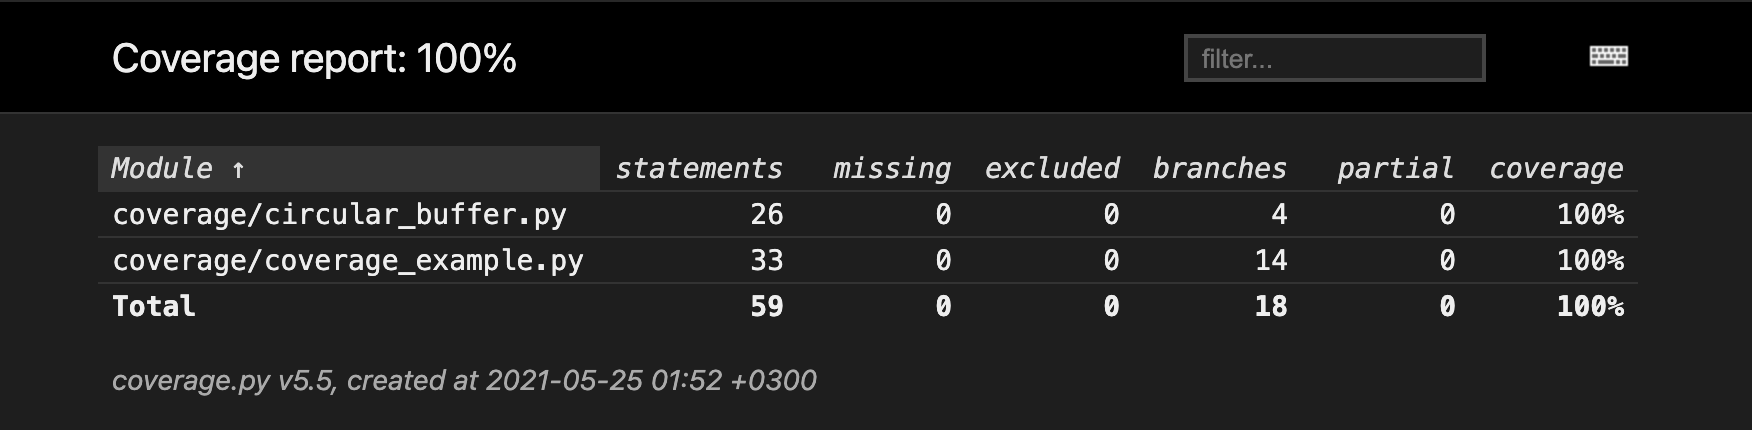 Coverage report: 100%
filter...
Module ↑ statements missing excluded branches partial coverage
coverage/circular_buffer.py 26 0 0 4 0 100%
coverage/coverage_example.py 33 0 0 14 0 100%
Total 59 0 0 18 0 100%
coverage.py v5.5, created at 2021-05-25 01:52 +0300